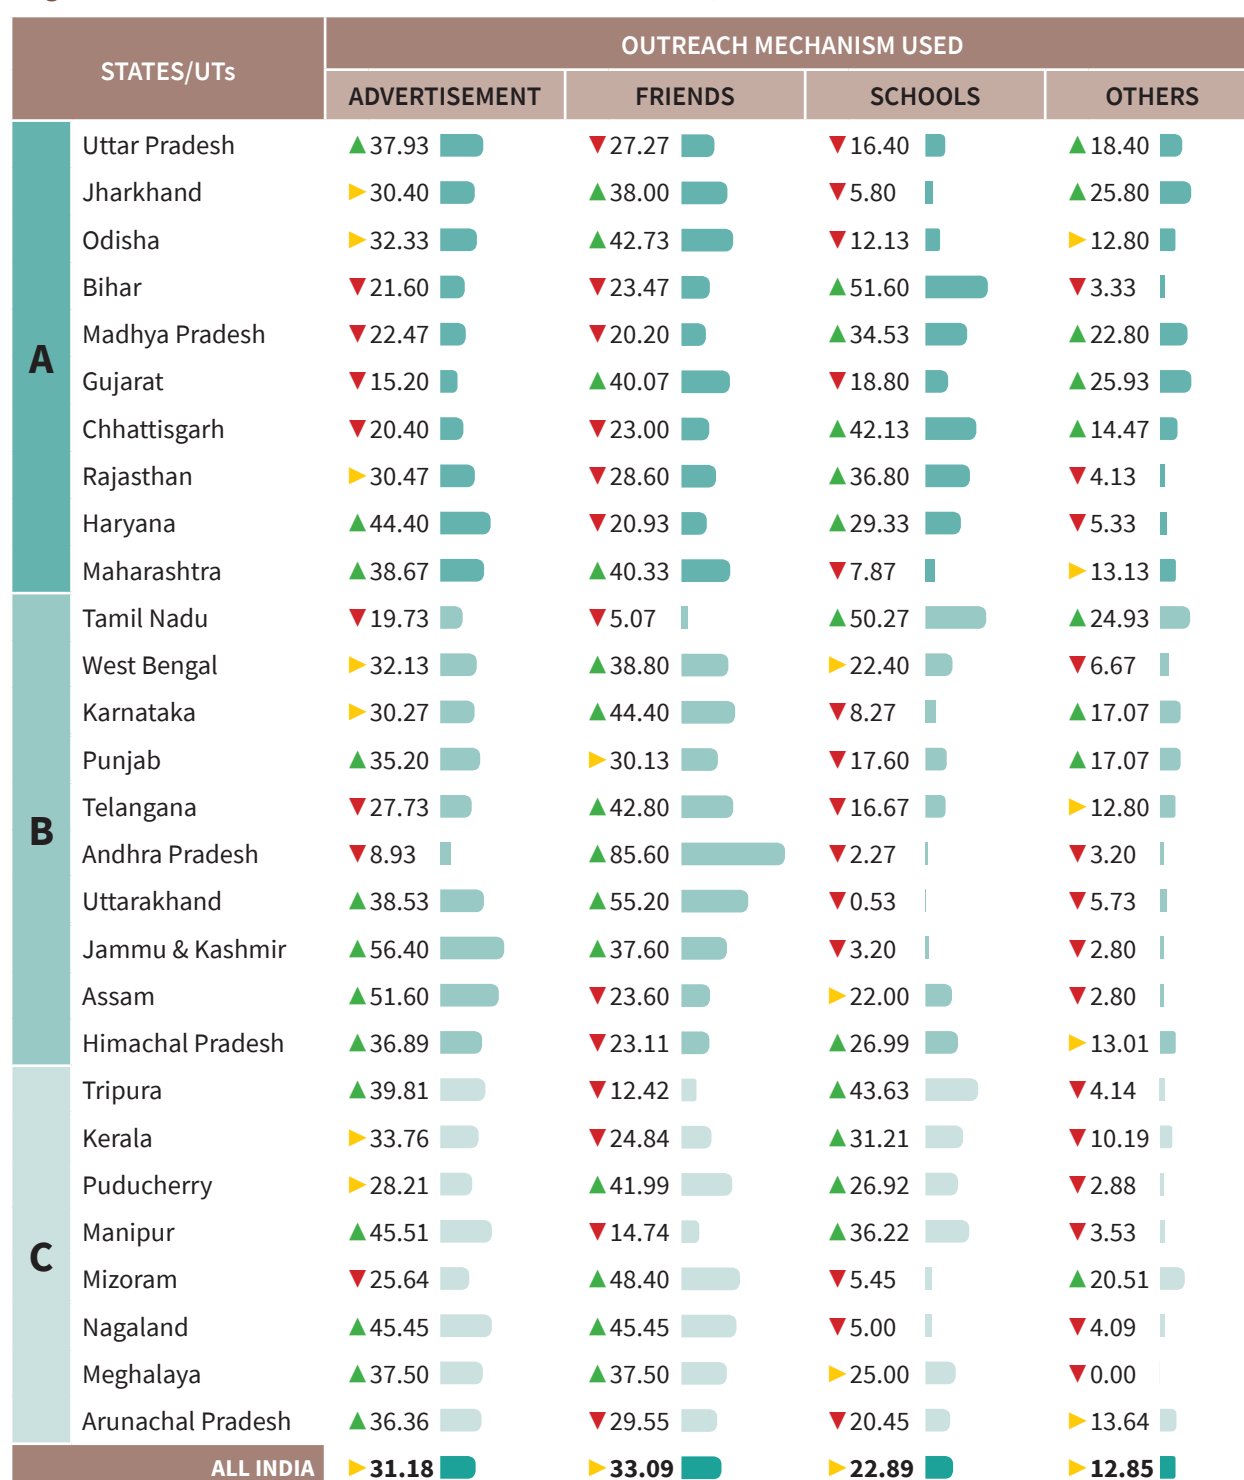 OUTREACH MECHANISM USED
STATES/UTs
ADVERTISEMENT FRIENDS SCHOOLS OTHERS
A
Uttar Pradesh ▲37.93 ▼27.27 ▼16.40 ▲18.40
Jharkhand ▶30.40 ▲38.00 ▼5.80 ▲25.80
Odisha ▶32.33 ▲42.73 ▼12.13 ▶12.80
Bihar ▼21.60 ▼23.47 ▲51.60 ▼3.33
Madhya Pradesh ▼22.47 ▼20.20 ▲34.53 ▲22.80
Gujarat ▼15.20 ▲40.07 ▼18.80 ▲25.93
Chhattisgarh ▼20.40 ▼23.00 ▲42.13 ▲14.47
Rajasthan ▶30.47 ▼28.60 ▲36.80 ▼4.13
Haryana ▲44.40 ▼20.93 ▲29.33 ▼5.33
Maharashtra ▲38.67 ▲40.33 ▼7.87 ▶13.13
B
Tamil Nadu ▼19.73 ▼5.07 ▲50.27 ▲24.93
West Bengal ▶32.13 ▲38.80 ▶22.40 ▼6.67
Karnataka ▶30.27 ▲44.40 ▼8.27 ▲17.07
Punjab ▲35.20 ▶30.13 ▼17.60 ▲17.07
Telangana ▼27.73 ▲42.80 ▼16.67 ▶12.80
Andhra Pradesh ▼8.93 ▲85.60 ▼2.27 ▼3.20
Uttarakhand ▲38.53 ▲55.20 ▼0.53 ▼5.73
Jammu & Kashmir ▲56.40 ▲37.60 ▼3.20 ▼2.80
Assam ▲51.60 ▼23.60 ▶22.00 ▼2.80
Himachal Pradesh ▲36.89 ▼23.11 ▲26.99 ▶13.01
C
Tripura ▲39.81 ▼12.42 ▲43.63 ▼4.14
Kerala ▶33.76 ▼24.84 ▲31.21 ▼10.19
Puducherry ▶28.21 ▲41.99 ▲26.92 ▼2.88
Manipur ▲45.51 ▼14.74 ▲36.22 ▼3.53
Mizoram ▼25.64 ▲48.40 ▼5.45 ▲20.51
Nagaland ▲45.45 ▲45.45 ▼5.00 ▼4.09
Meghalaya ▲37.50 ▲37.50 ▶25.00 ▼0.00
Arunachal Pradesh ▲36.36 ▼29.55 ▼20.45 ▶13.64
ALL INDIA ▶31.18 ▶33.09 ▶22.89 ▶12.85